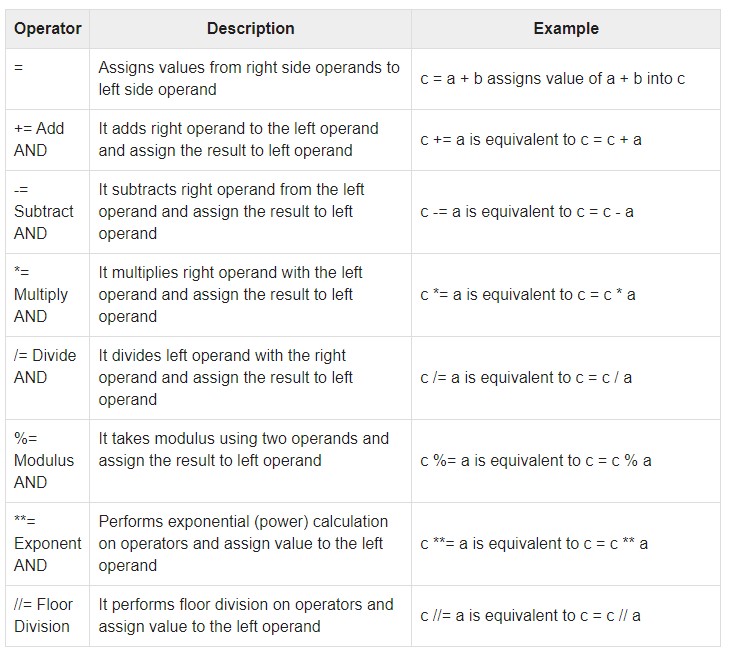 Operator Description Example
=
Assigns values from right side operands to
left side operand
c = a + b assigns value of a + b into c
+= Add
AND
It adds right operand to the left operand
and assign the result to left operand
c += a is equivalent to c = c + a
-=
Subtract
AND
It subtracts right operand from the left
operand and assign the result to left
operand
c -= a is equivalent to c = c - a
*=
Multiply
AND
It multiplies right operand with the left
operand and assign the result to left
operand
c *= a is equivalent to c = c * a
/= Divide
AND
It divides left operand with the right
operand and assign the result to left
operand
c /= a is equivalent to c = c / a
%=
Modulus
AND
It takes modulus using two operands and
assign the result to left operand
c %= a is equivalent to c = c % a
**=
Exponent
AND
Performs exponential (power) calculation
on operators and assign value to the left
operand
c **= a is equivalent to c = c ** a
//= Floor
Division
It performs floor division on operators and
assign value to the left operand
c //= a is equivalent to c = c // a